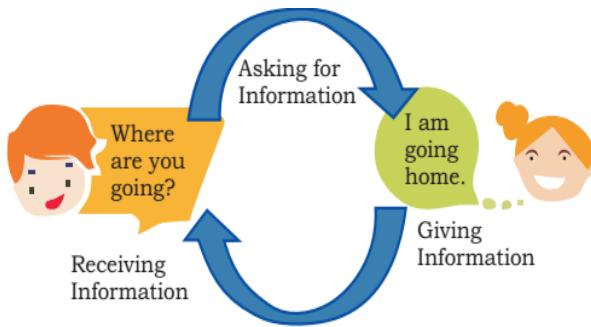 Asking for
Information
Where
are you
going?
I am
going
home.
Giving
Information
Receiving
Information